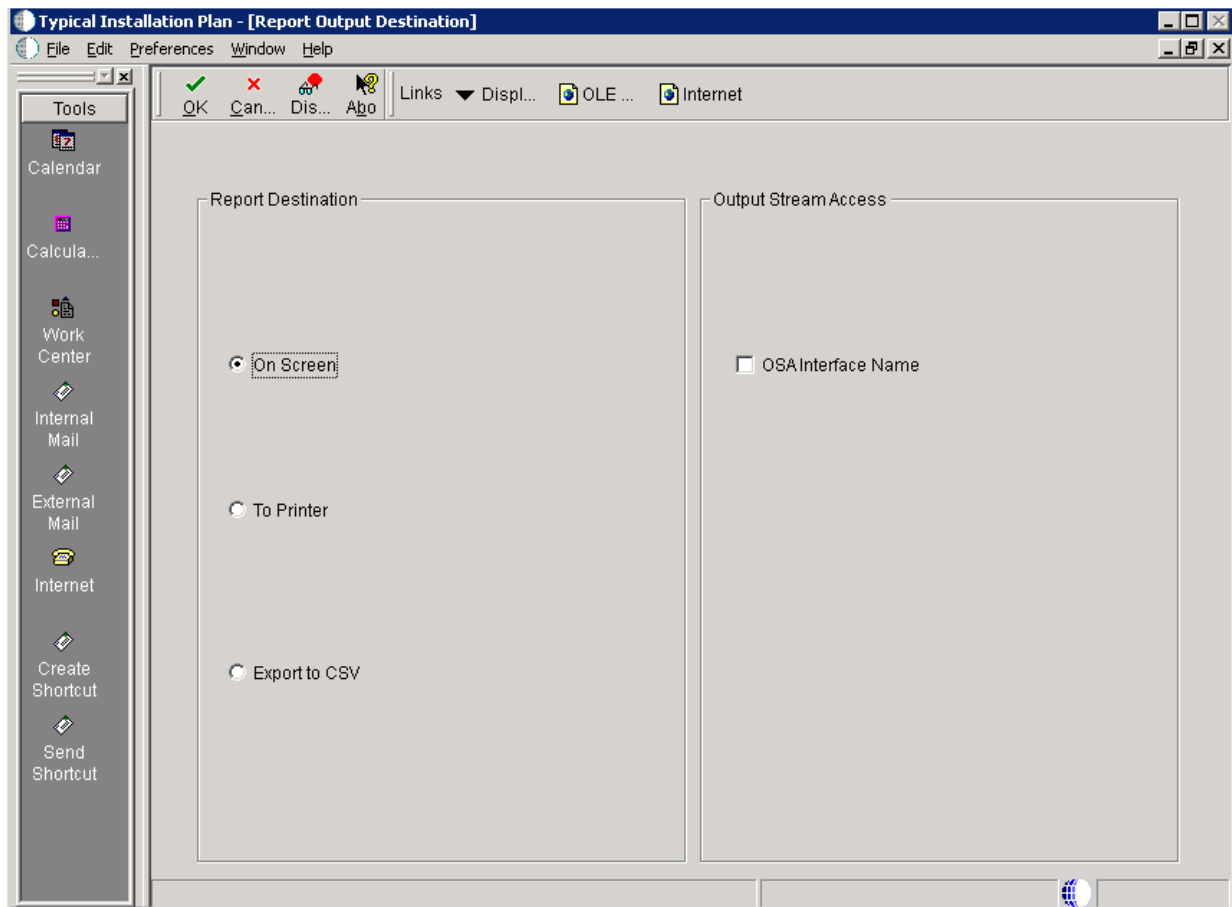 Typical Installation Plan - [Report Output Destination]
File Edit Preferences Window Help
Tools
Calendar
Calcula...
Work
Center
Internal
Mail
External
Mail
Internet
Create
Shortcut
Send
Shortcut
OK Can... Dis... Abo Links Displ... OLE ... Internet
Report Destination
On Screen
To Printer
Export to CSV
Output Stream Access
OSA Interface Name